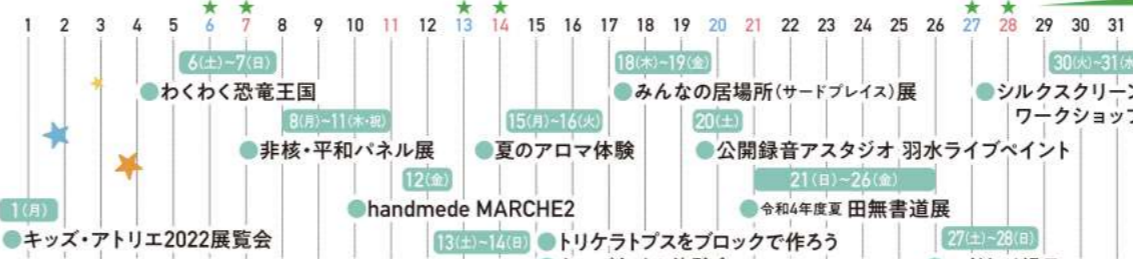 1 2 3 4 5 6 7 8 9 10 11 12 13 14 15 16 17 18 19 20 21 22 23 24 25 26 27 28 29 30 31
6(土)~7(日)
わくわく恐竜王国
18(木)~19(金)
みんなの居場所(サードプレイス)展
30(火)~31(水
シルクスクリーン
ワークショップ
8(月)~11(木・祝)
非核・平和パネル展
15(月)~16(火)
夏のアロマ体験
20(土)
公開録音アスタジオ 羽水ライブペイント
12(金)
handmede MARCHE2
21(日)~26(金)
令和4年度夏 田無書道展
1(月)
キッズ・アトリエ2022展覧会
13(土)~14(日)
トリケラトプスをブロックで作ろう
27(土)~28(日)